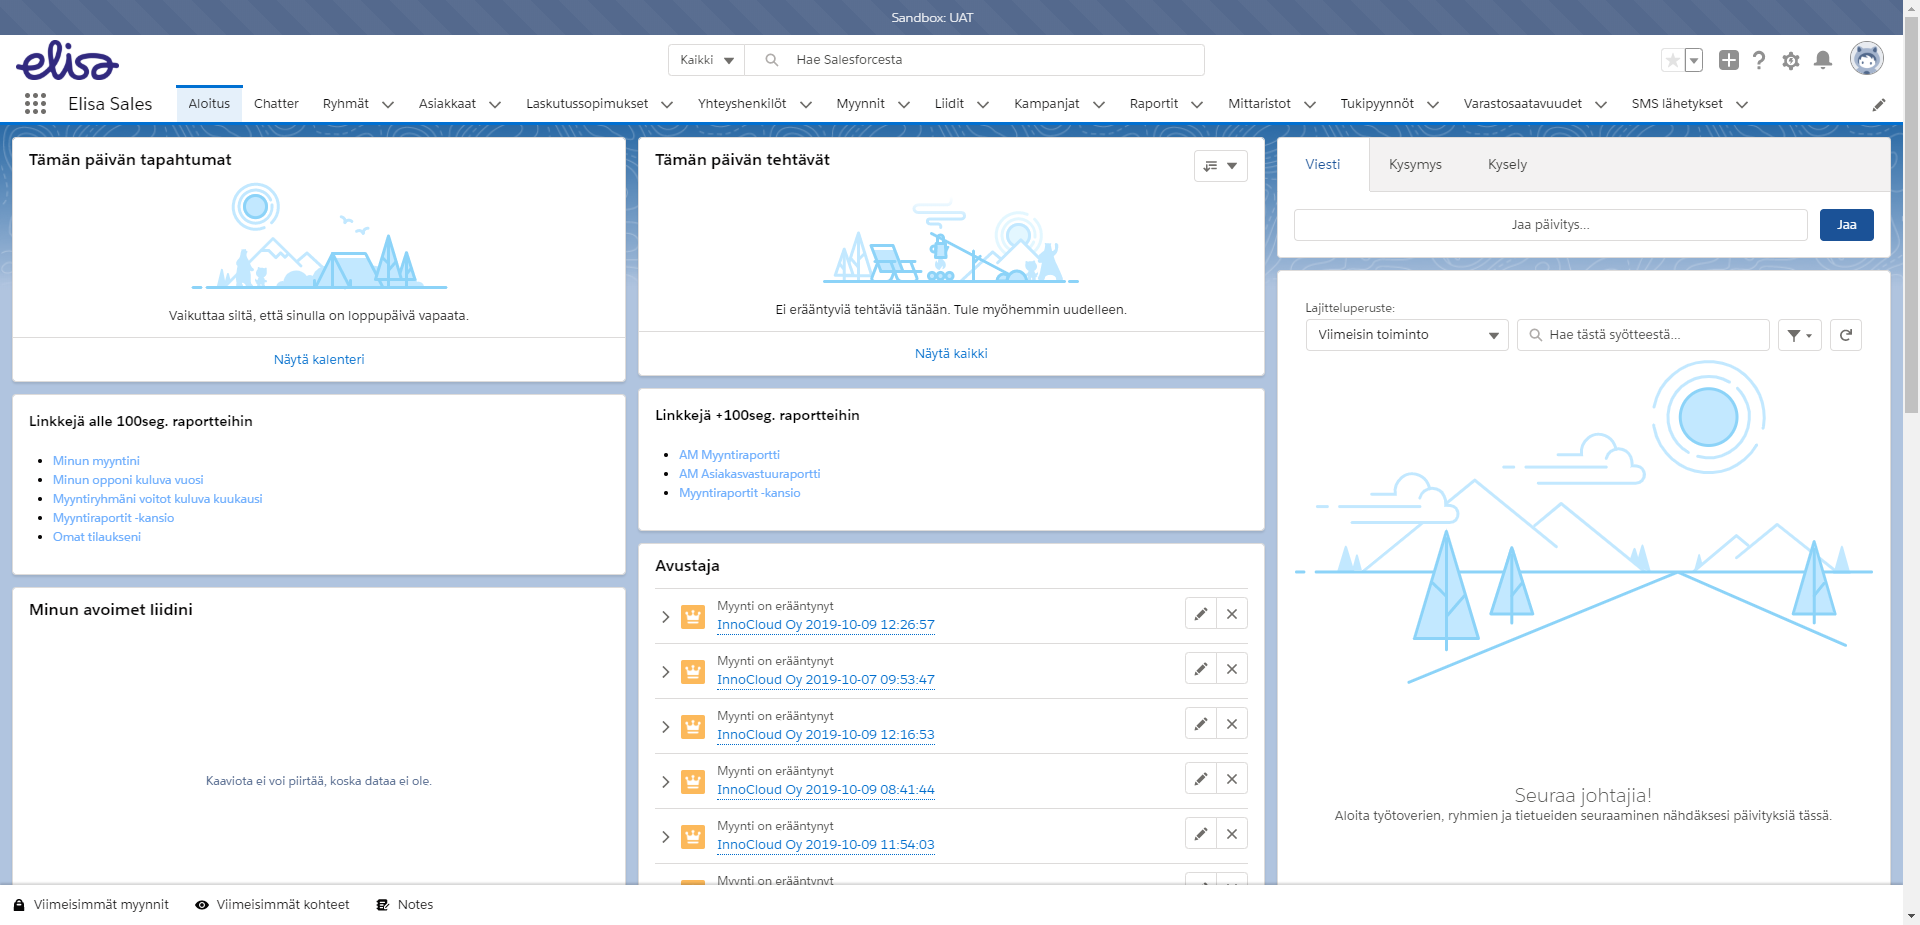 Sandbox: UAT
elisa
Kaikki
Hae Salesforcesta
Elisa Sales
Aloitus
Chatter
Ryhmät
Asiakkaat
Laskutussopimukset
Yhteyshenkilöt
Myynnit
Liidit
Kampanjat
Raportit
Mittaristot
Tukipyynnöt
Varastosaatavuudet
SMS lähetykset
Tämän päivän tapahtumat
Vaikuttaa siltä, että sinulla on loppupäivä vapaata.
Näytä kalenteri
Linkkejä alle 100seg. raportteihin
Minun myyntini
Minun opponi kuluva vuosi
Myyntiryhmäni voitot kuluva kuukausi
Myyntiraportit -kansio
Omat tilaukseni
Minun avoimet liidini
Kaaviota ei voi piirtää, koska dataa ei ole.
Tämän päivän tehtävät
Ei erääntyviä tehtäviä tänään. Tule myöhemmin uudelleen.
Näytä kaikki
Linkkejä +100seg. raportteihin
AM Myyntiraportti
AM Asiakasvastuuraportti
Myyntiraportit -kansio
Avustaja
Myynti on erääntynyt
InnoCloud Oy 2019-10-09 12:26:57
Myynti on erääntynyt
InnoCloud Oy 2019-10-07 09:53:47
Myynti on erääntynyt
InnoCloud Oy 2019-10-09 12:16:53
Myynti on erääntynyt
InnoCloud Oy 2019-10-09 08:41:44
Myynti on erääntynyt
InnoCloud Oy 2019-10-09 11:54:03
Myynti on erääntynyt
Viesti
Kysymys
Kysely
Jaa päivitys...
Jaa
Lajitteluperuste:
Viimeisin toiminto
Hae tästä syötteestä...
Seuraa johtajia!
Aloita työtoverien, ryhmien ja tietueiden seuraaminen nähdäksesi päivityksiä tässä.
Viimeisimmät myynnit
Viimeisimmät kohteet
Notes